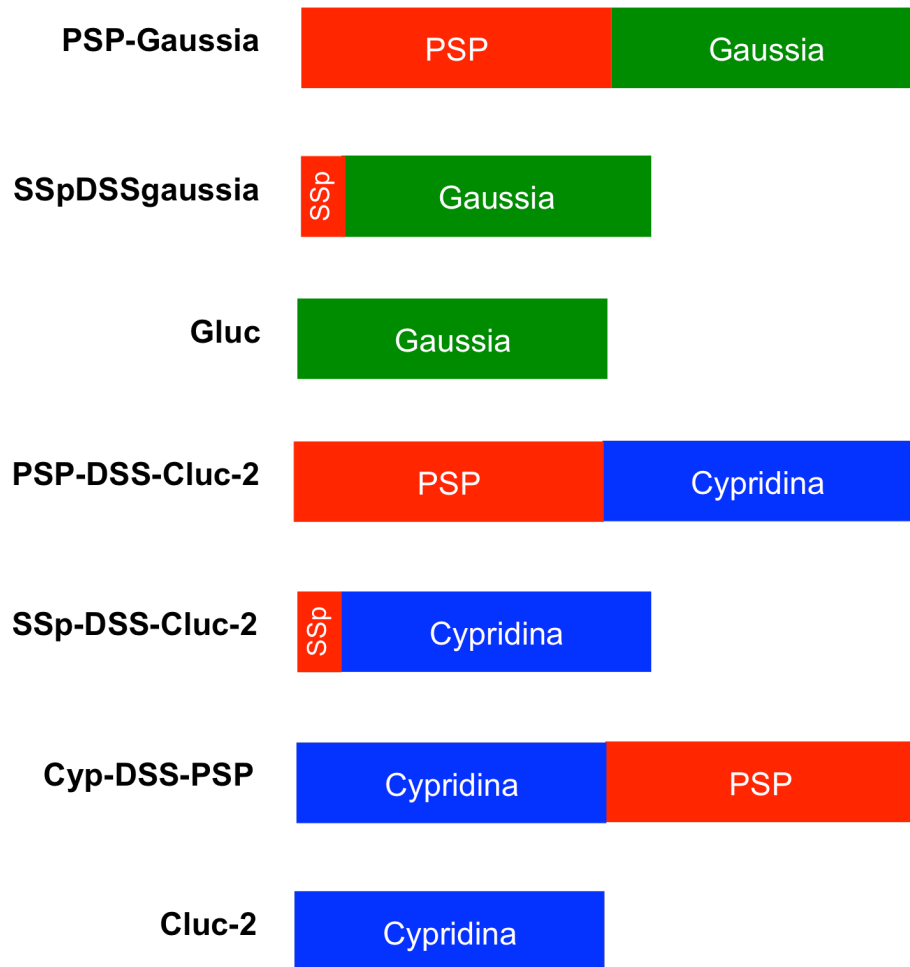 PSP-Gaussia
PSP Gaussia
SSpDSSgaussia
SSp Gaussia
Gluc
Gaussia
PSP-DSS-Cluc-2
PSP Cypridina
SSp-DSS-Cluc-2
SSp Cypridina
Cyp-DSS-PSP
Cypridina PSP
Cluc-2
Cypridina